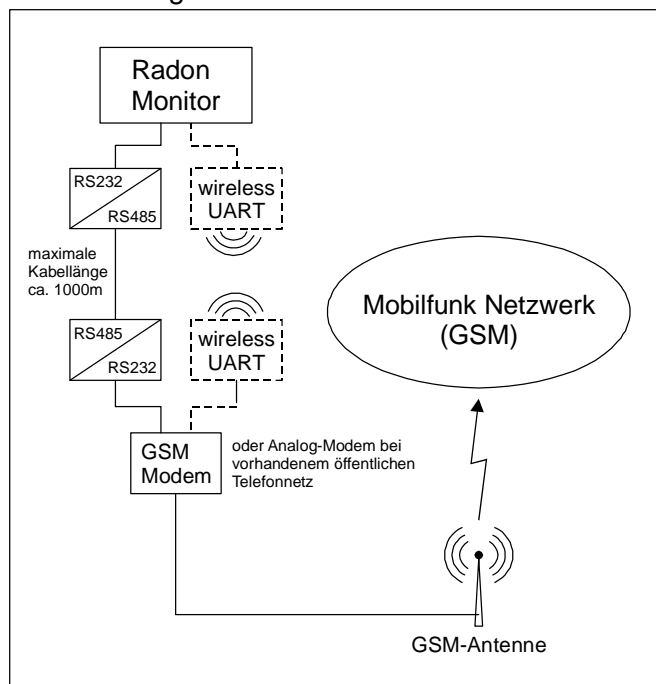 Radon
Monitor
RS232
RS485
wireless
UART
maximale
Kabellänge
ca. 1000m
RS485
RS232
wireless
UART
Mobilfunk Netzwerk
(GSM)
GSM
Modem
oder Analog-Modem bei
vorhandenem öffentlichen
Telefonnetz
GSM-Antenne